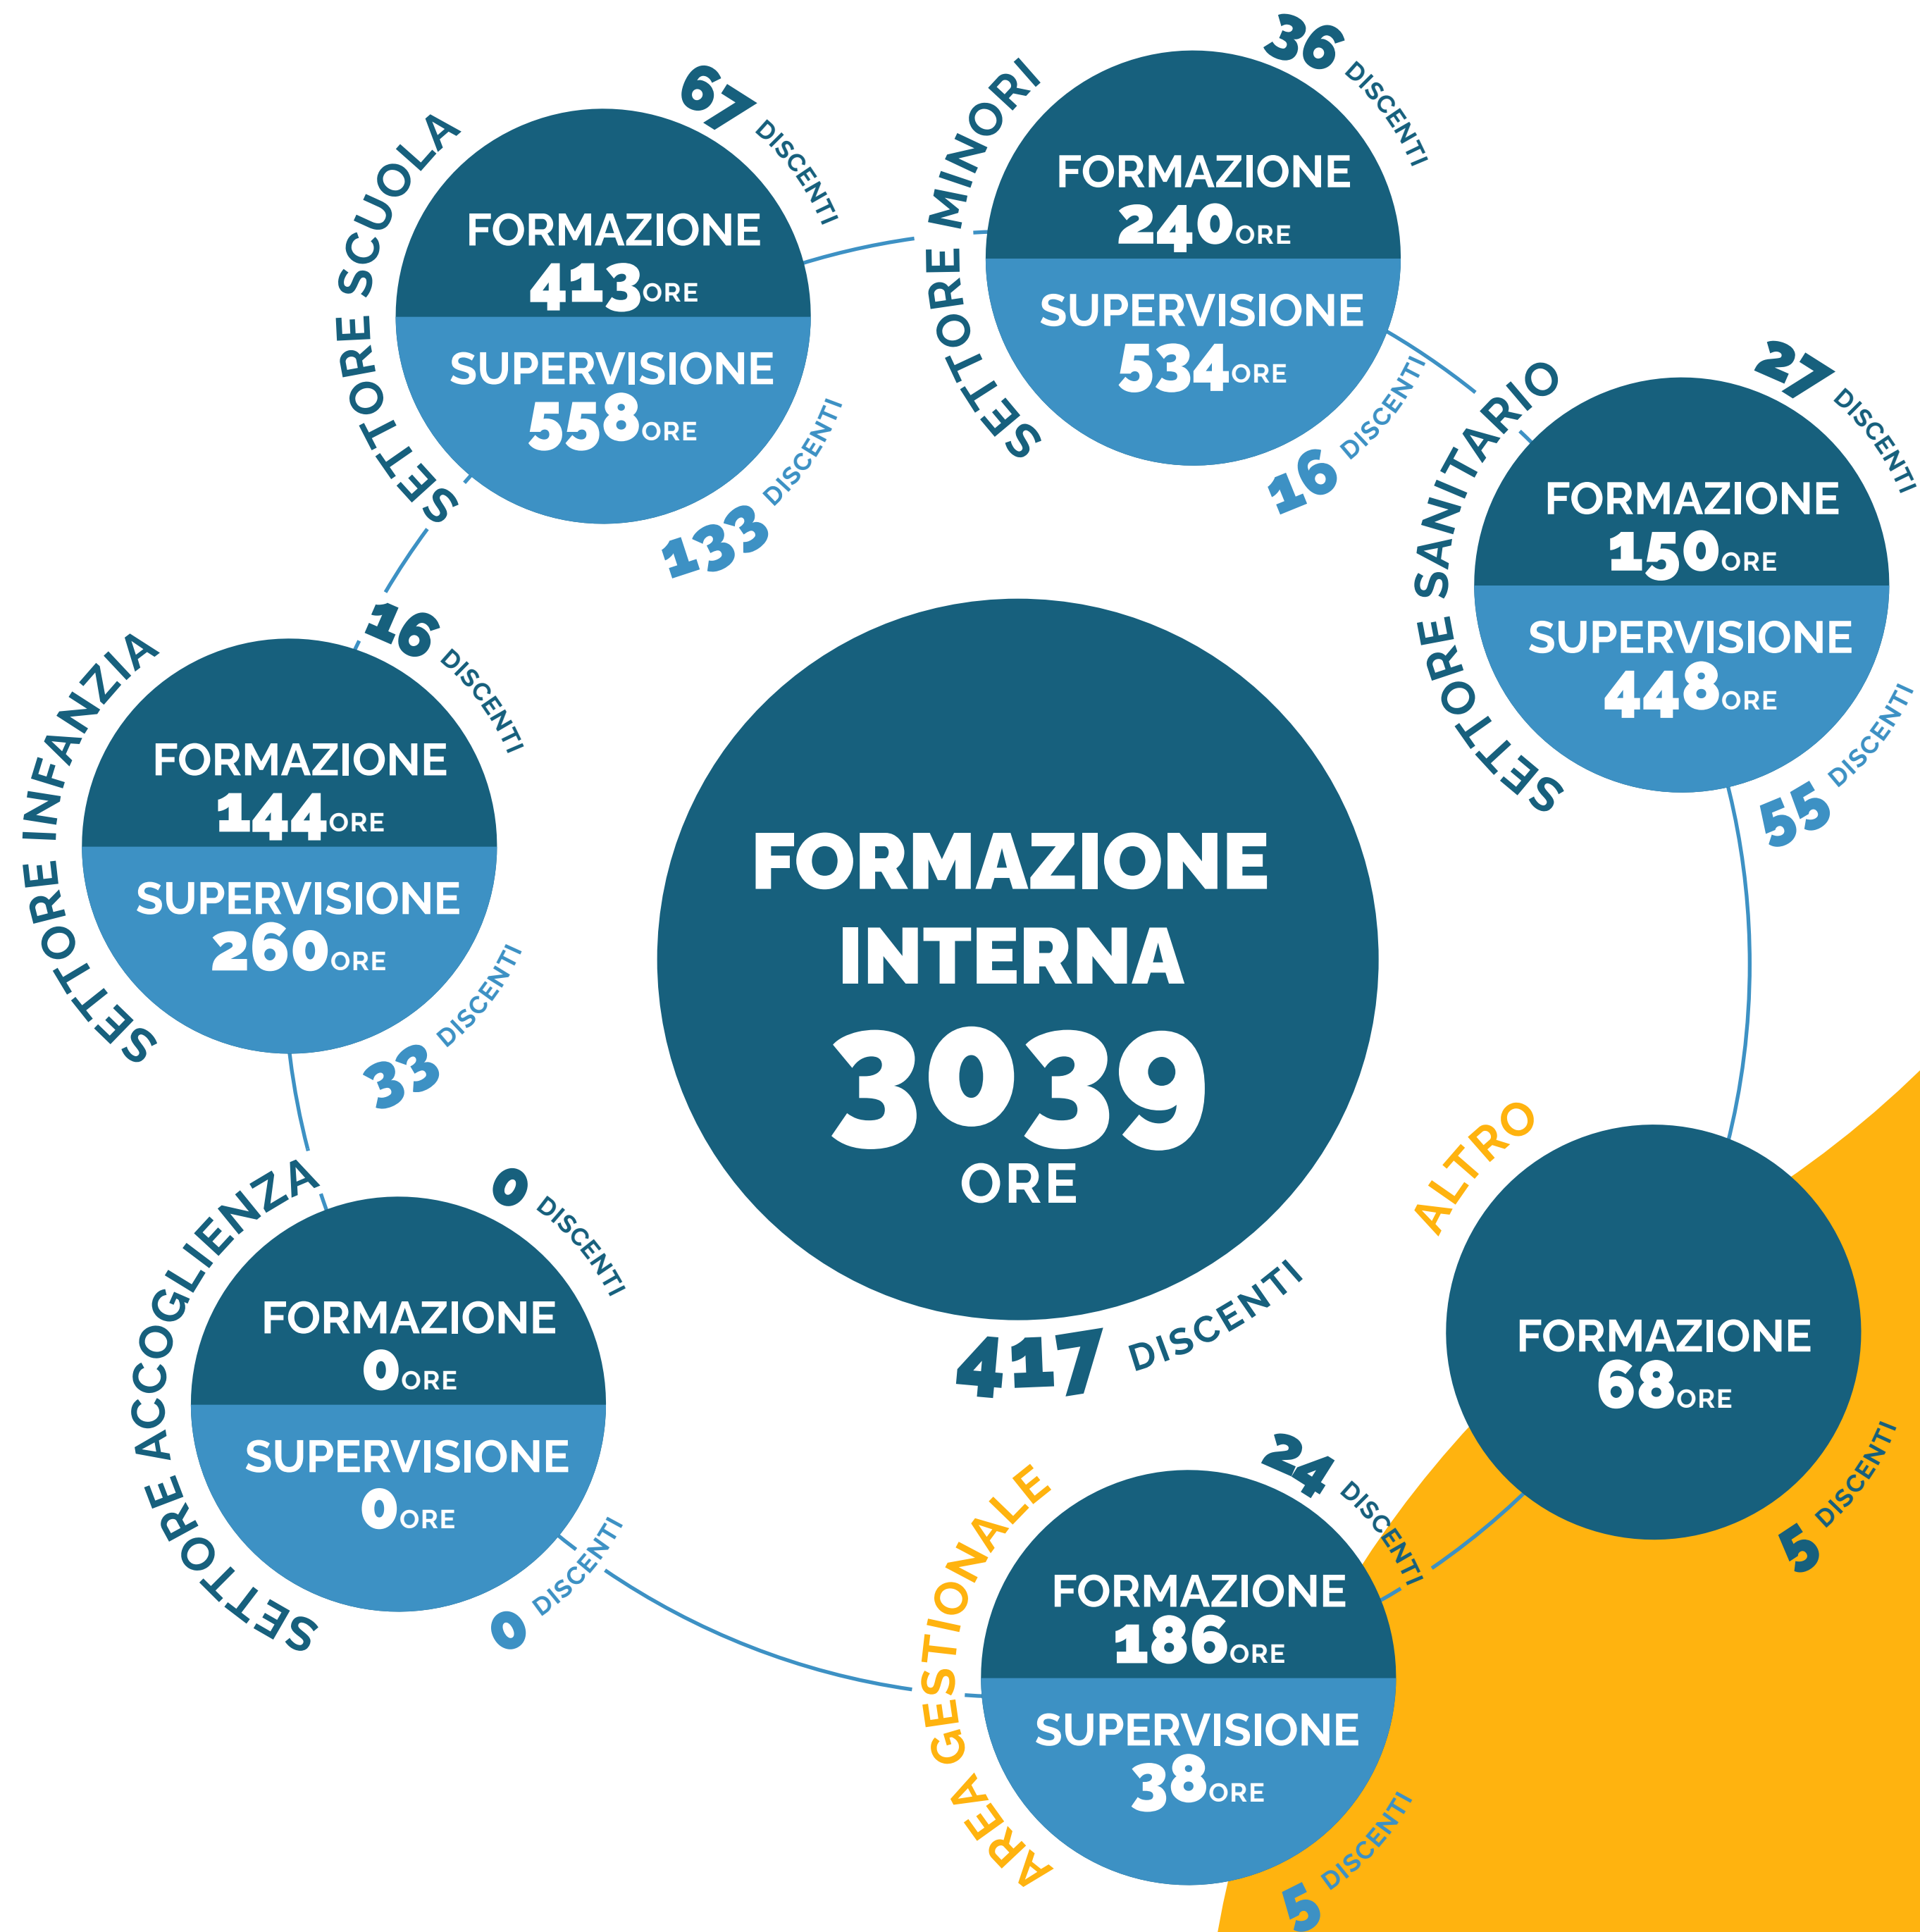 SETTORE SCUOLA
67 DISCENTI
FORMAZIONE
413 ORE
SUPERVISIONE
558 ORE
133 DISCENTI
SETTORE MINORI
36 DISCENTI
FORMAZIONE
240 ORE
SUPERVISIONE
534 ORE
16 DISCENTI
SETTORE SANITARIO
27 DISCENTI
FORMAZIONE
150 ORE
SUPERVISIONE
448 ORE
55 DISCENTI
SETTORE INFANZIA
16 DISCENTI
FORMAZIONE
144 ORE
SUPERVISIONE
260 ORE
33 DISCENTI
FORMAZIONE
INTERNA
3039
ORE
417 DISCENTI
SETTORE ACCOGLIENZA
0 DISCENTI
FORMAZIONE
0 ORE
SUPERVISIONE
0 ORE
0 DISCENTI
ALTRO
FORMAZIONE
68 ORE
5 DISCENTI
AREA GESTIONALE
24 DISCENTI
FORMAZIONE
186 ORE
SUPERVISIONE
38 ORE
5 DISCENTI